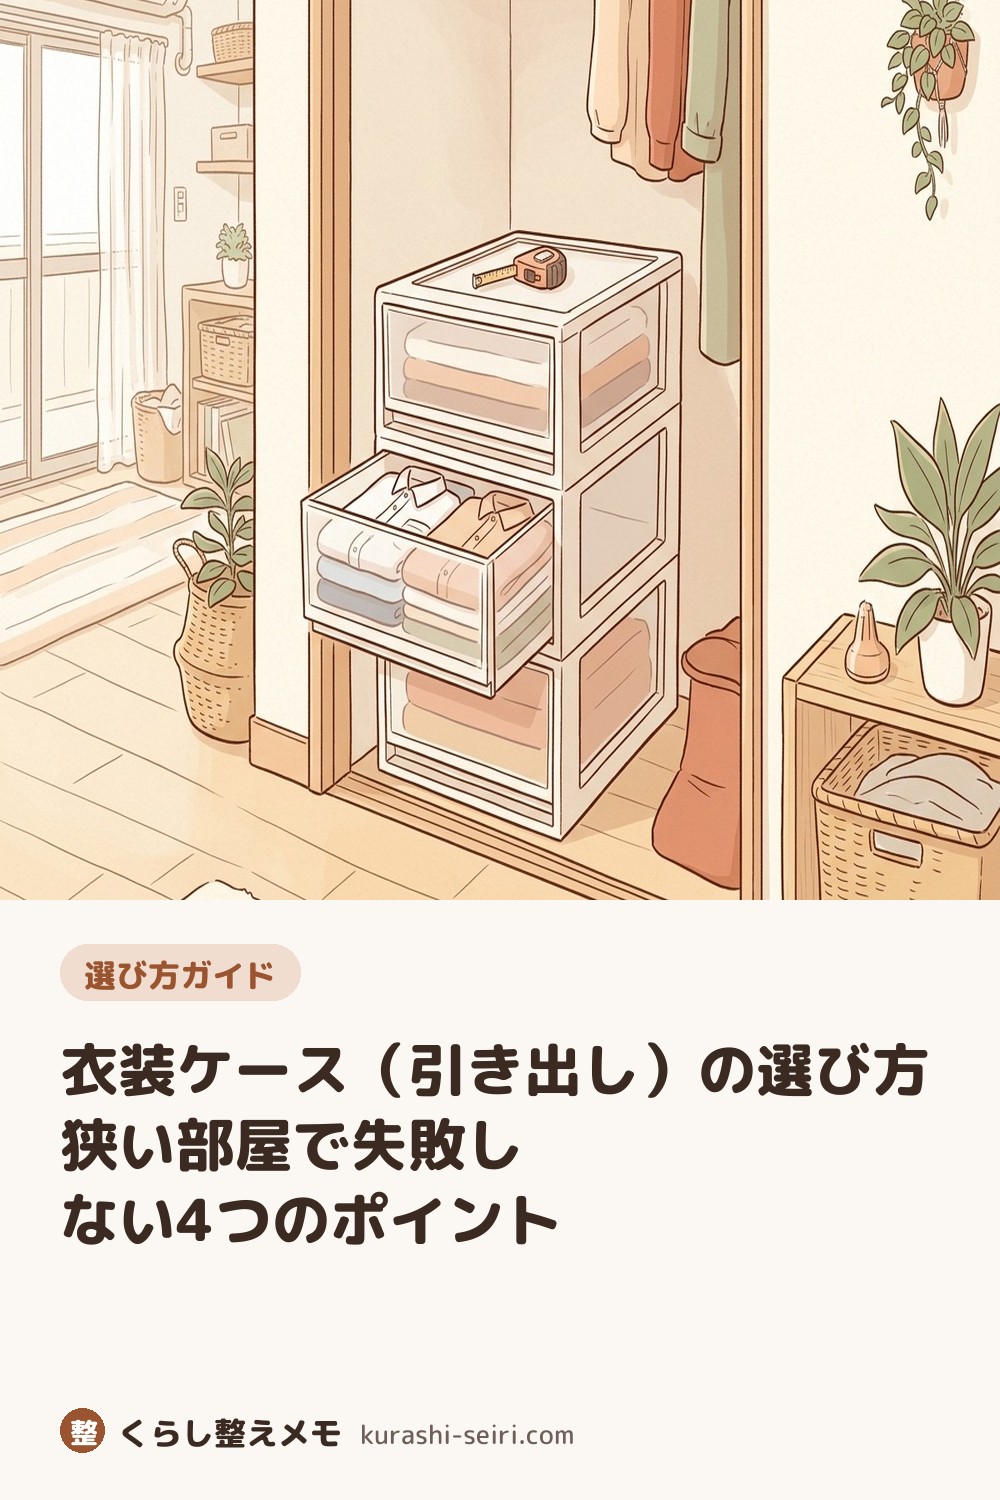 選び方ガイド
衣装ケース（引き出し）の選び方
狭い部屋で失敗し
ない4つのポイント
整 くらし整えメモ kurashi-seiri.com